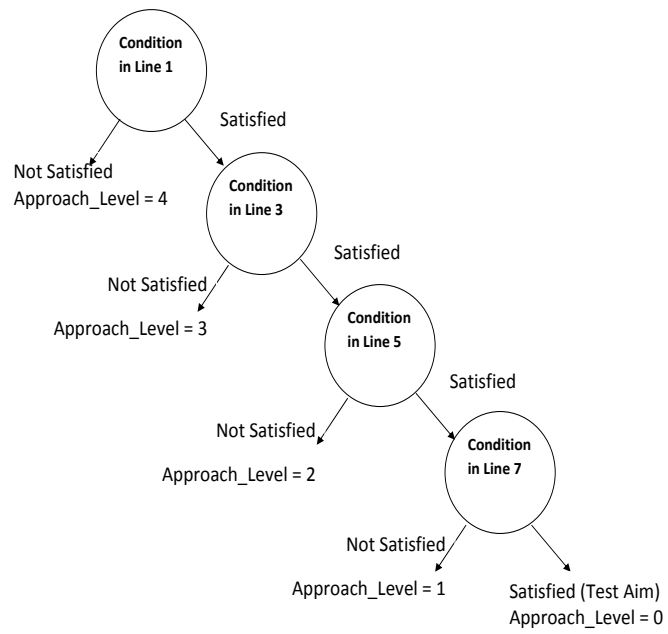 Condition
in Line 1
Satisfied
Not Satisfied
Approach_Level = 4
Condition
in Line 3
Satisfied
Not Satisfied
Approach_Level = 3
Condition
in Line 5
Satisfied
Not Satisfied
Approach_Level = 2
Condition
in Line 7
Not Satisfied
Approach_Level = 1
Satisfied (Test Aim)
Approach_Level = 0